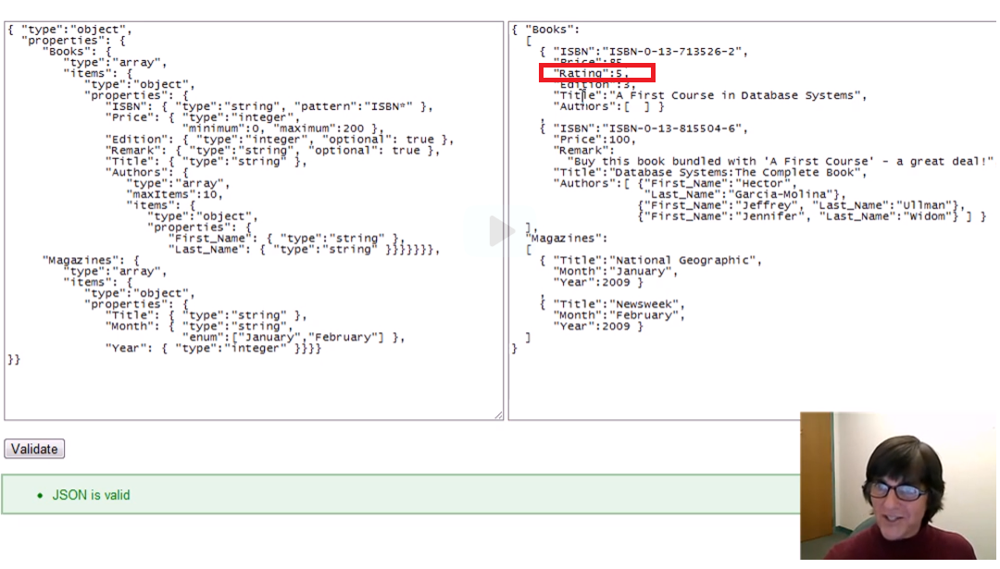 { "type":"object",
"properties": {
"Books": {
"type":"array",
"items": {
"type":"object",
"properties": {
"ISBN": { "type":"string", "pattern":"ISBN*" },
"Price": { "type":"integer",
"minimum":0, "maximum":200 },
"Edition": { "type":"integer", "optional": true },
"Remark": { "type":"string", "optional": true },
"Title": { "type":"string" },
"Authors": {
"type":"array",
"maxItems":10,
"items": {
"type":"object",
"properties": {
"First_Name": { "type":"string" },
"Last_Name": { "type":"string" }}}}}}},
"Magazines": {
"type":"array",
"items": {
"type":"object",
"properties": {
"Title": { "type":"string" },
"Month": { "type":"string",
"enum":["January","February"] },
"Year": { "type":"integer" }}}}
}}
{ "Books":
[
{ "ISBN":"ISBN-0-13-713526-2",
"Price":85,
"Rating":5,
"Edition":3,
"Title":"A First Course in Database Systems",
"Authors":[ ] }
,
{ "ISBN":"ISBN-0-13-815504-6",
"Price":100,
"Remark":
"Buy this book bundled with 'A First Course' - a great deal!"
"Title":"Database Systems:The Complete Book",
"Authors":[ {"First_Name":"Hector",
"Last_Name":"Garcia-Molina"},
{"First_Name":"Jeffrey", "Last_Name":"Ullman"},
{"First_Name":"Jennifer", "Last_Name":"Widom"} ] }
],
"Magazines":
[
{ "Title":"National Geographic",
"Month":"January",
"Year":2009 }
,
{ "Title":"Newsweek",
"Month":"February",
"Year":2009 }
]
}
Validate
JSON is valid